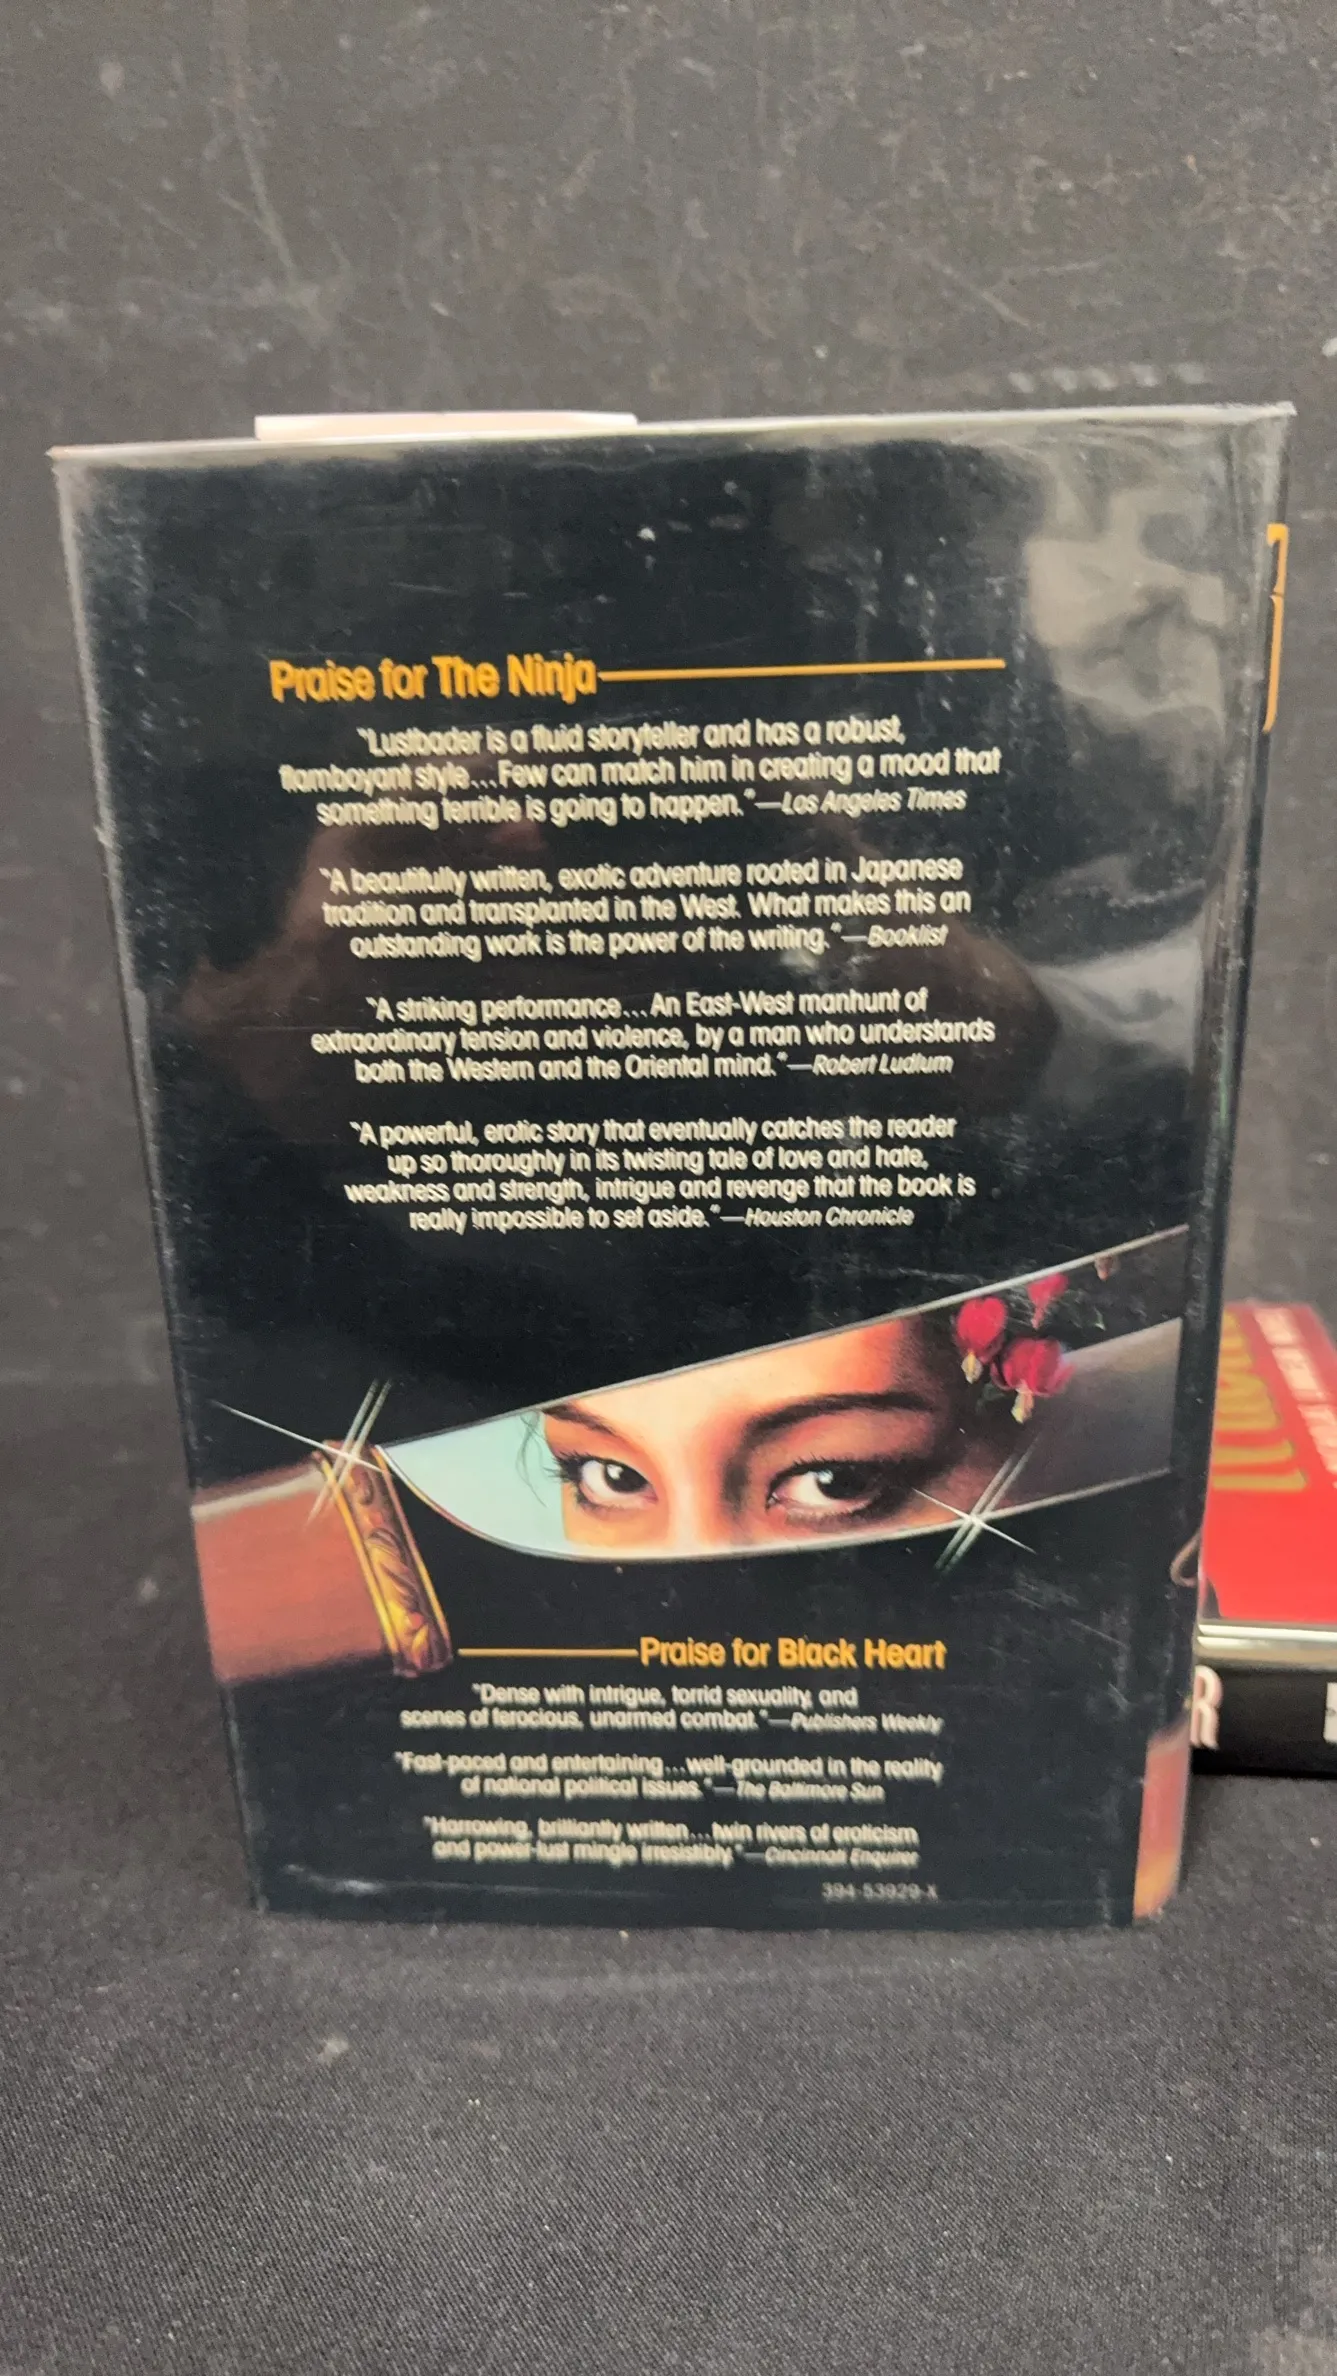 Praise for The Ninja
"Lustbader is a fluid storyteller and has a robust,
flamboyant style...Few can match him in creating a mood that
something terrible is going to happen."—Los Angeles Times
"A beautifully written, exotic adventure rooted in Japanese
tradition and transplanted in the West. What makes this an
outstanding work is the power of the writing."—Booklist
"A striking performance...An East-West manhunt of
extraordinary tension and violence, by a man who understands
both the Western and the Oriental mind."—Robert Ludlum
"A powerful, erotic story that eventually catches the reader
up so thoroughly in its twisting tale of love and hate,
weakness and strength, intrigue and revenge that the book is
really impossible to set aside."—Houston Chronicle
Praise for Black Heart
"Dense with intrigue, torrid sexuality, and
scenes of ferocious, unarmed combat."—Publishers Weekly
"Fast-paced and entertaining...well-grounded in the reality
of national political issues."—The Baltimore Sun
"Harrowing, brilliantly written...twin rivers of eroticism
and power-lust mingle irresistibly."—Cincinnati Enquirer
394-53929-X